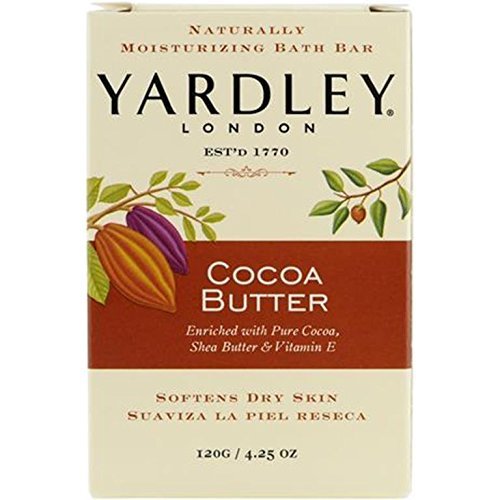 NATURALLY
MOISTURIZING BATH BAR
YARDLEY®
LONDON
EST'D 1770
COCOA
BUTTER
Enriched with Pure Cocoa,
Shea Butter & Vitamin E
SOFTENS DRY SKIN
SUAVIZA LA PIEL RESECA
120G / 4.25 OZ